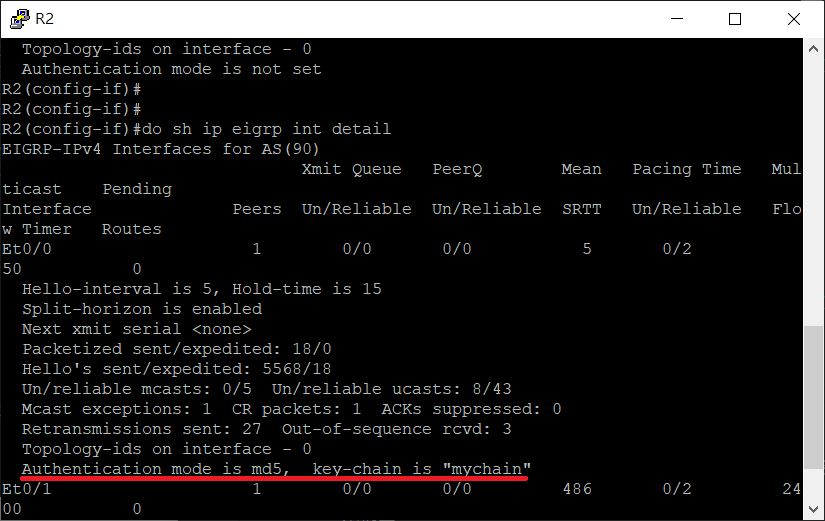 R2
  Topology-ids on interface - 0
  Authentication mode is not set
R2(config-if)#
R2(config-if)#
R2(config-if)#do sh ip eigrp int detail
EIGRP-IPv4 Interfaces for AS(90)
                              Xmit Queue   PeerQ        Mean   Pacing Time   Mul
ticast    Pending
Interface              Peers  Un/Reliable  Un/Reliable  SRTT   Un/Reliable   Flo
w Timer   Routes
Et0/0                    1        0/0       0/0           5       0/2
50           0
  Hello-interval is 5, Hold-time is 15
  Split-horizon is enabled
  Next xmit serial <none>
  Packetized sent/expedited: 18/0
  Hello's sent/expedited: 5568/18
  Un/reliable mcasts: 0/5  Un/reliable ucasts: 8/43
  Mcast exceptions: 1  CR packets: 1  ACKs suppressed: 0
  Retransmissions sent: 27  Out-of-sequence rcvd: 3
  Topology-ids on interface - 0
  Authentication mode is md5,  key-chain is "mychain"
Et0/1                    1        0/0       0/0         486       0/2         24
00           0